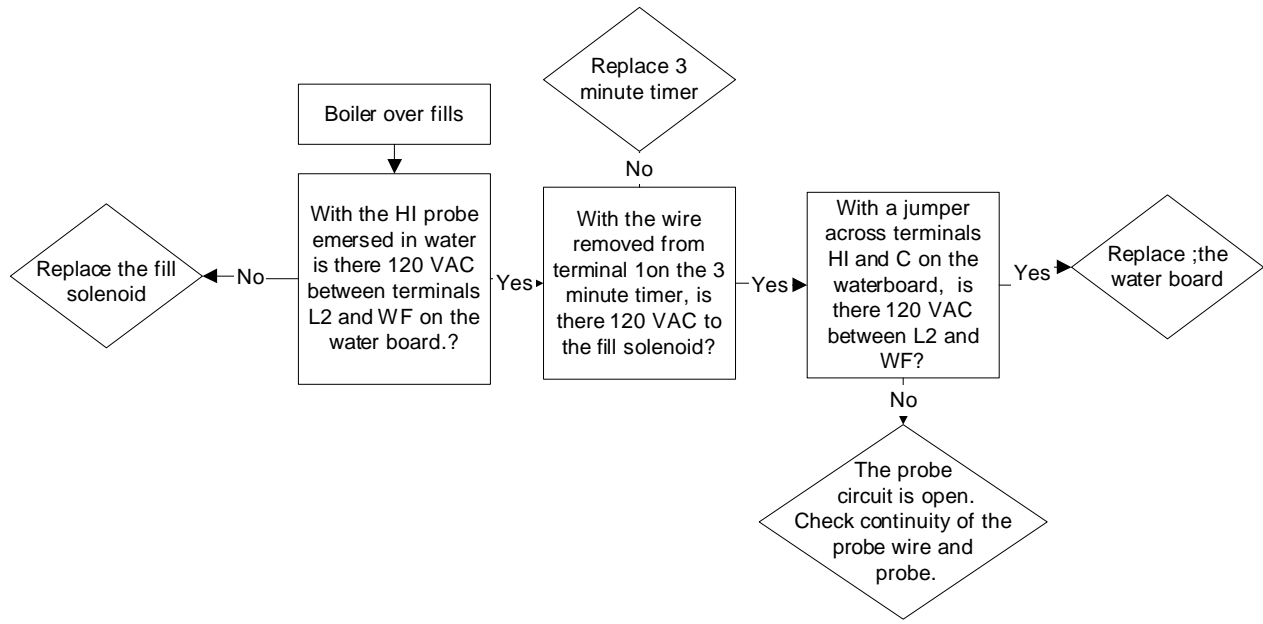 Boiler over fills
With the HI probe
emersed in water
is there 120 VAC
between terminals
L2 and WF on the
water board.?
No
Replace the fill
solenoid
Yes
With the wire
removed from
terminal 1on the 3
minute timer, is
there 120 VAC to
the fill solenoid?
No
Replace 3
minute timer
Yes
With a jumper
across terminals
HI and C on the
waterboard,  is
there 120 VAC
between L2 and
WF?
Yes
Replace ;the
water board
No
The probe
circuit is open.
Check continuity of the
probe wire and
probe.